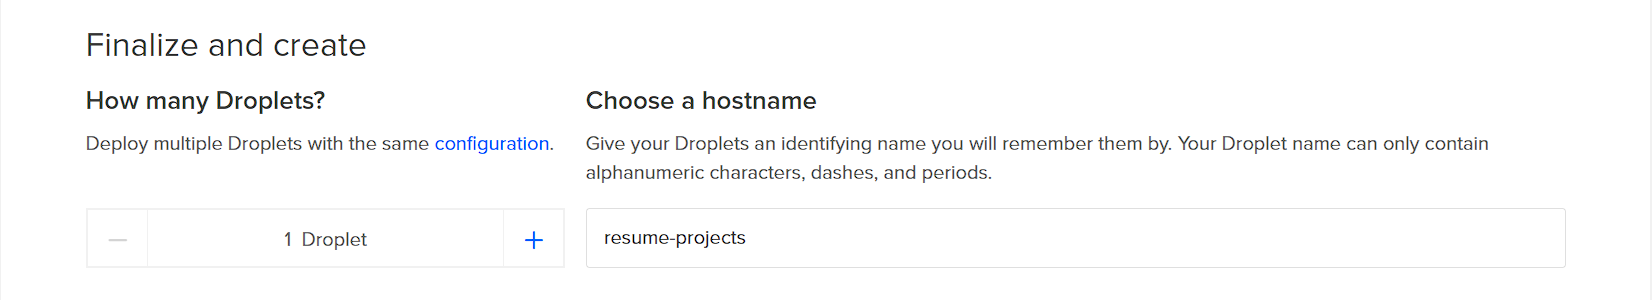 Finalize and create
How many Droplets?
Deploy multiple Droplets with the same configuration.
1 Droplet
Choose a hostname
Give your Droplets an identifying name you will remember them by. Your Droplet name can only contain
alphanumeric characters, dashes, and periods.
resume-projects